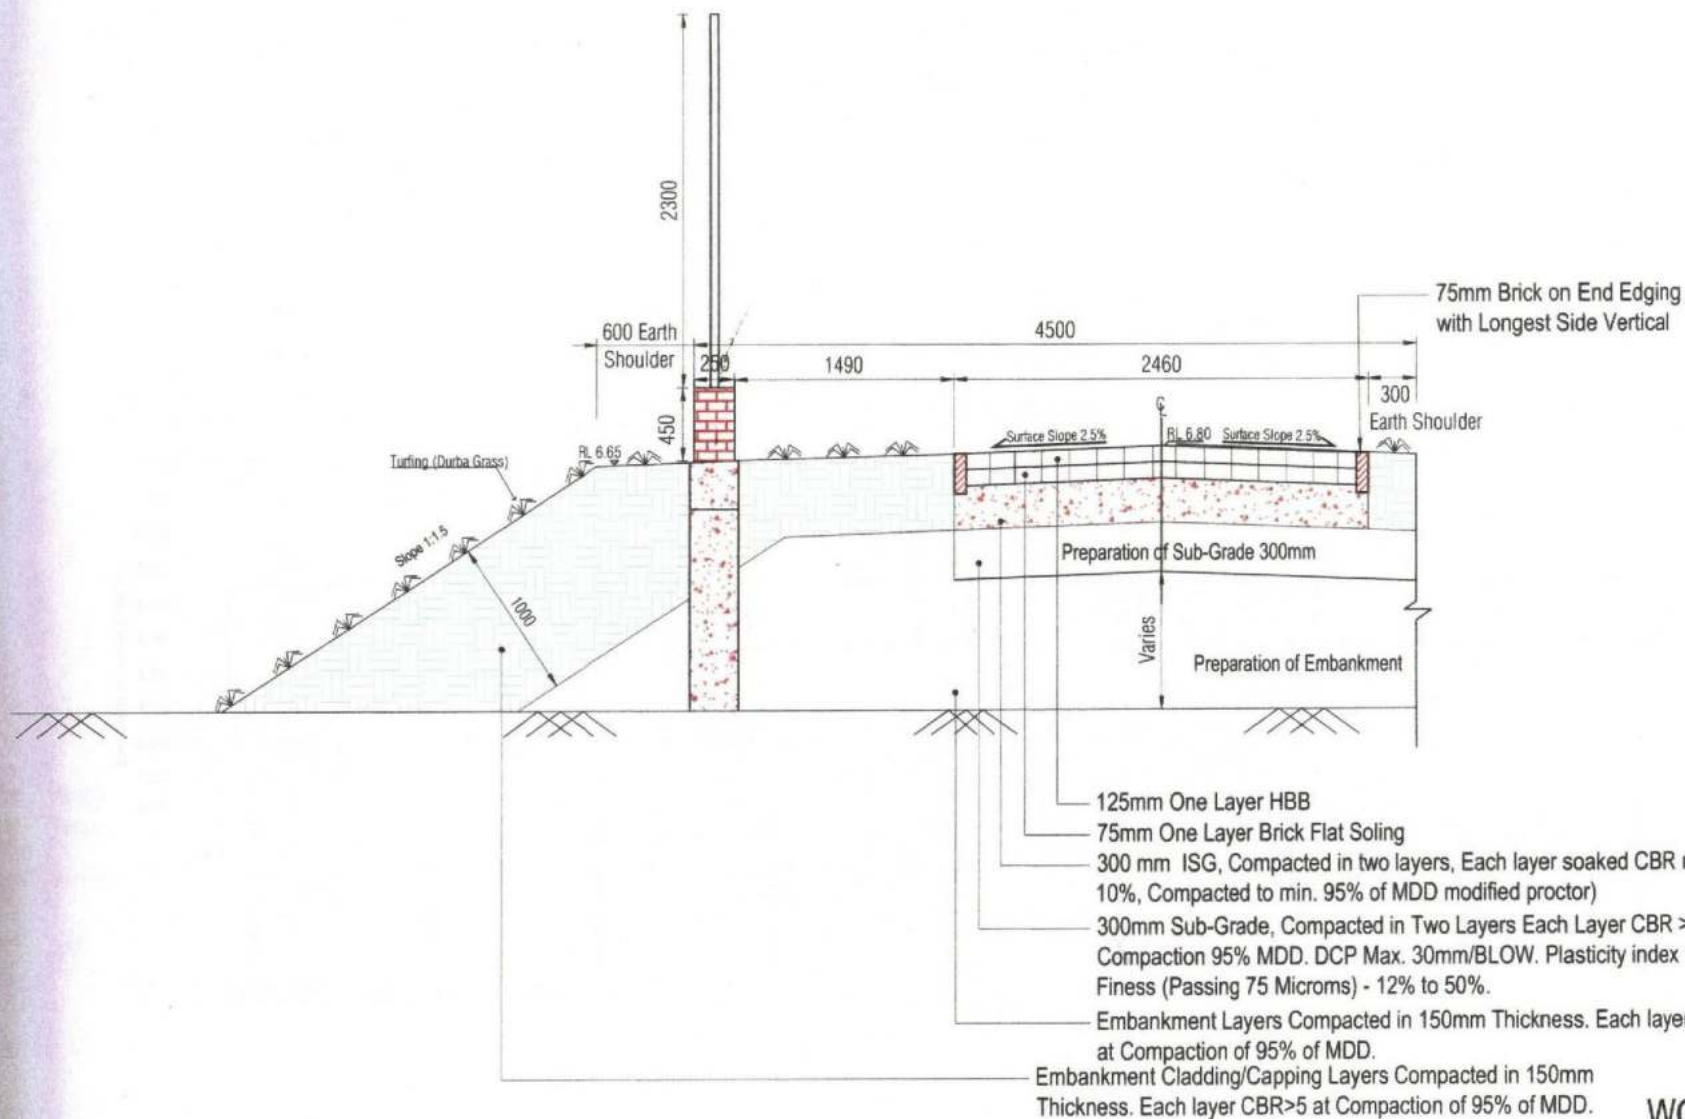 2300
75mm Brick on End Edging
with Longest Side Vertical
600 Earth
Shoulder
4500
250
1490
2460
300
Earth Shoulder
450
℄
Surface Slope 2.5%
RL 6.80
Surface Slope 2.5%
RL 6.65
Turfing (Durba Grass)
Slope 1:1.5
1000
Preparation of Sub-Grade 300mm
Varies
Preparation of Embankment
125mm One Layer HBB
75mm One Layer Brick Flat Soling
300 mm ISG, Compacted in two layers, Each layer soaked CBR
10%, Compacted to min. 95% of MDD modified proctor)
300mm Sub-Grade, Compacted in Two Layers Each Layer CBR >
Compaction 95% MDD. DCP Max. 30mm/BLOW. Plasticity index
Finess (Passing 75 Microms) - 12% to 50%.
Embankment Layers Compacted in 150mm Thickness. Each laye
at Compaction of 95% of MDD.
Embankment Cladding/Capping Layers Compacted in 150mm
Thickness. Each layer CBR>5 at Compaction of 95% of MDD.